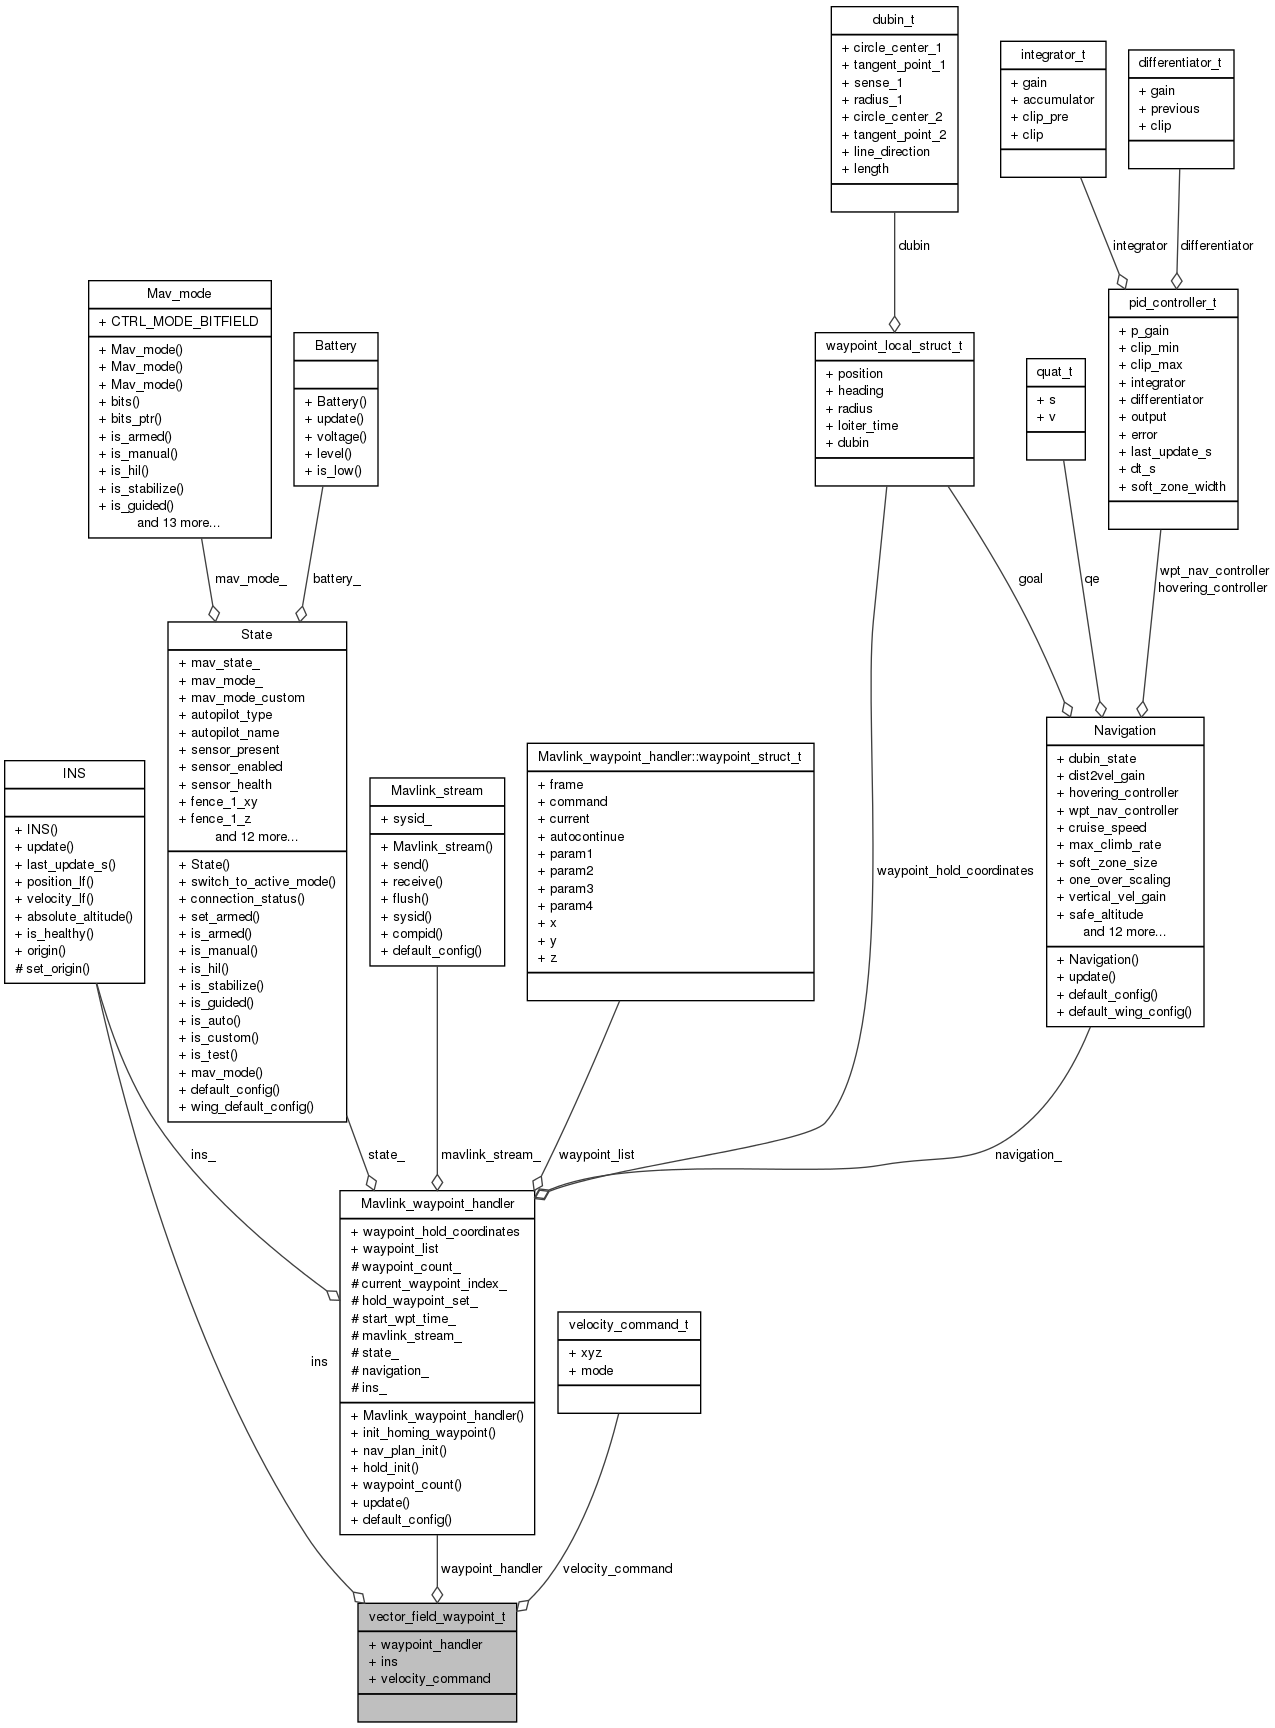 dubin_t
+ circle_center_1
+ tangent_point_1
+ sense_1
+ radius_1
+ circle_center_2
+ tangent_point_2
+ line_direction
+ length
integrator_t
+ gain
+ accumulator
+ clip_pre
+ clip
differentiator_t
+ gain
+ previous
+ clip
dubin
integrator
differentiator
Mav_mode
+ CTRL_MODE_BITFIELD
+ Mav_mode()
+ Mav_mode()
+ Mav_mode()
+ bits()
+ bits_ptr()
+ is_armed()
+ is_manual()
+ is_hil()
+ is_stabilize()
+ is_guided()
and 13 more...
Battery
+ Battery()
+ update()
+ voltage()
+ level()
+ is_low()
waypoint_local_struct_t
+ position
+ heading
+ radius
+ loiter_time
+ dubin
quat_t
+ s
+ v
pid_controller_t
+ p_gain
+ clip_min
+ clip_max
+ integrator
+ differentiator
+ output
+ error
+ last_update_s
+ dt_s
+ soft_zone_width
mav_mode_
battery_
goal
qe
wpt_nav_controller
hovering_controller
State
+ mav_state_
+ mav_mode_
+ mav_mode_custom
+ autopilot_type
+ autopilot_name
+ sensor_present
+ sensor_enabled
+ sensor_health
+ fence_1_xy
+ fence_1_z
and 12 more...
+ State()
+ switch_to_active_mode()
+ connection_status()
+ set_armed()
+ is_armed()
+ is_manual()
+ is_hil()
+ is_stabilize()
+ is_guided()
+ is_auto()
+ is_custom()
+ is_test()
+ mav_mode()
+ default_config()
+ wing_default_config()
INS
+ INS()
+ update()
+ last_update_s()
+ position_lf()
+ velocity_lf()
+ absolute_altitude()
+ is_healthy()
+ origin()
# set_origin()
Mavlink_stream
+ sysid_
+ Mavlink_stream()
+ send()
+ receive()
+ flush()
+ sysid()
+ compid()
+ default_config()
Mavlink_waypoint_handler::waypoint_struct_t
+ frame
+ command
+ current
+ autocontinue
+ param1
+ param2
+ param3
+ param4
+ x
+ y
+ z
waypoint_hold_coordinates
Navigation
+ dubin_state
+ dist2vel_gain
+ hovering_controller
+ wpt_nav_controller
+ cruise_speed
+ max_climb_rate
+ soft_zone_size
+ one_over_scaling
+ vertical_vel_gain
+ safe_altitude
and 12 more...
+ Navigation()
+ update()
+ default_config()
+ default_wing_config()
ins_
state_
mavlink_stream_
waypoint_list
navigation_
Mavlink_waypoint_handler
+ waypoint_hold_coordinates
+ waypoint_list
# waypoint_count_
# current_waypoint_index_
# hold_waypoint_set_
# start_wpt_time_
# mavlink_stream_
# state_
# navigation_
# ins_
+ Mavlink_waypoint_handler()
+ init_homing_waypoint()
+ nav_plan_init()
+ hold_init()
+ waypoint_count()
+ update()
+ default_config()
ins
velocity_command_t
+ xyz
+ mode
waypoint_handler
velocity_command
vector_field_waypoint_t
+ waypoint_handler
+ ins
+ velocity_command